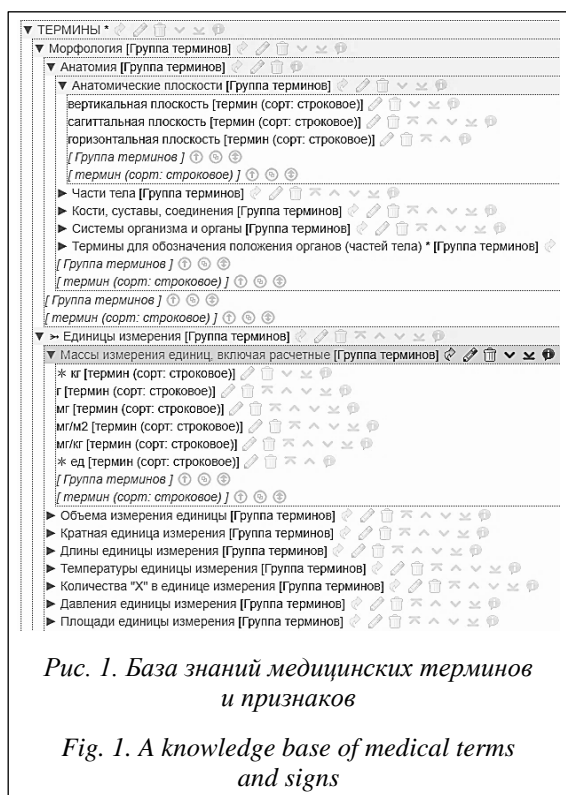 ▼ ТЕРМИНЫ *
▼ Морфология [Группа терминов]
▼ Анатомия [Группа терминов]
▼ Анатомические плоскости [Группа терминов]
вертикальная плоскость [термин (сорт: строковое)]
сагиттальная плоскость [термин (сорт: строковое)]
горизонтальная плоскость [термин (сорт: строковое)]
[ Группа терминов ]
[ термин (сорт: строковое) ]
► Части тела [Группа терминов]
► Кости, суставы, соединения [Группа терминов]
► Системы организма и органы [Группа терминов]
► Термины для обозначения положения органов (частей тела) * [Группа терминов]
[ Группа терминов ]
[ термин (сорт: строковое) ]
[ Группа терминов ]
[ термин (сорт: строковое) ]
▼ ➳ Единицы измерения [Группа терминов]
▼ Массы измерения единиц, включая расчетные [Группа терминов]
* кг [термин (сорт: строковое)]
г [термин (сорт: строковое)]
мг [термин (сорт: строковое)]
мг/м2 [термин (сорт: строковое)]
мг/кг [термин (сорт: строковое)]
* ед [термин (сорт: строковое)]
[ Группа терминов ]
[ термин (сорт: строковое) ]
► Объема измерения единицы [Группа терминов]
► Кратная единица измерения [Группа терминов]
► Длины единицы измерения [Группа терминов]
► Температуры единицы измерения [Группа терминов]
► Количества "X" в единице измерения [Группа терминов]
► Давления единицы измерения [Группа терминов]
► Площади единицы измерения [Группа терминов]
Рис. 1. База знаний медицинских терминов
и признаков
Fig. 1. A knowledge base of medical terms
and signs